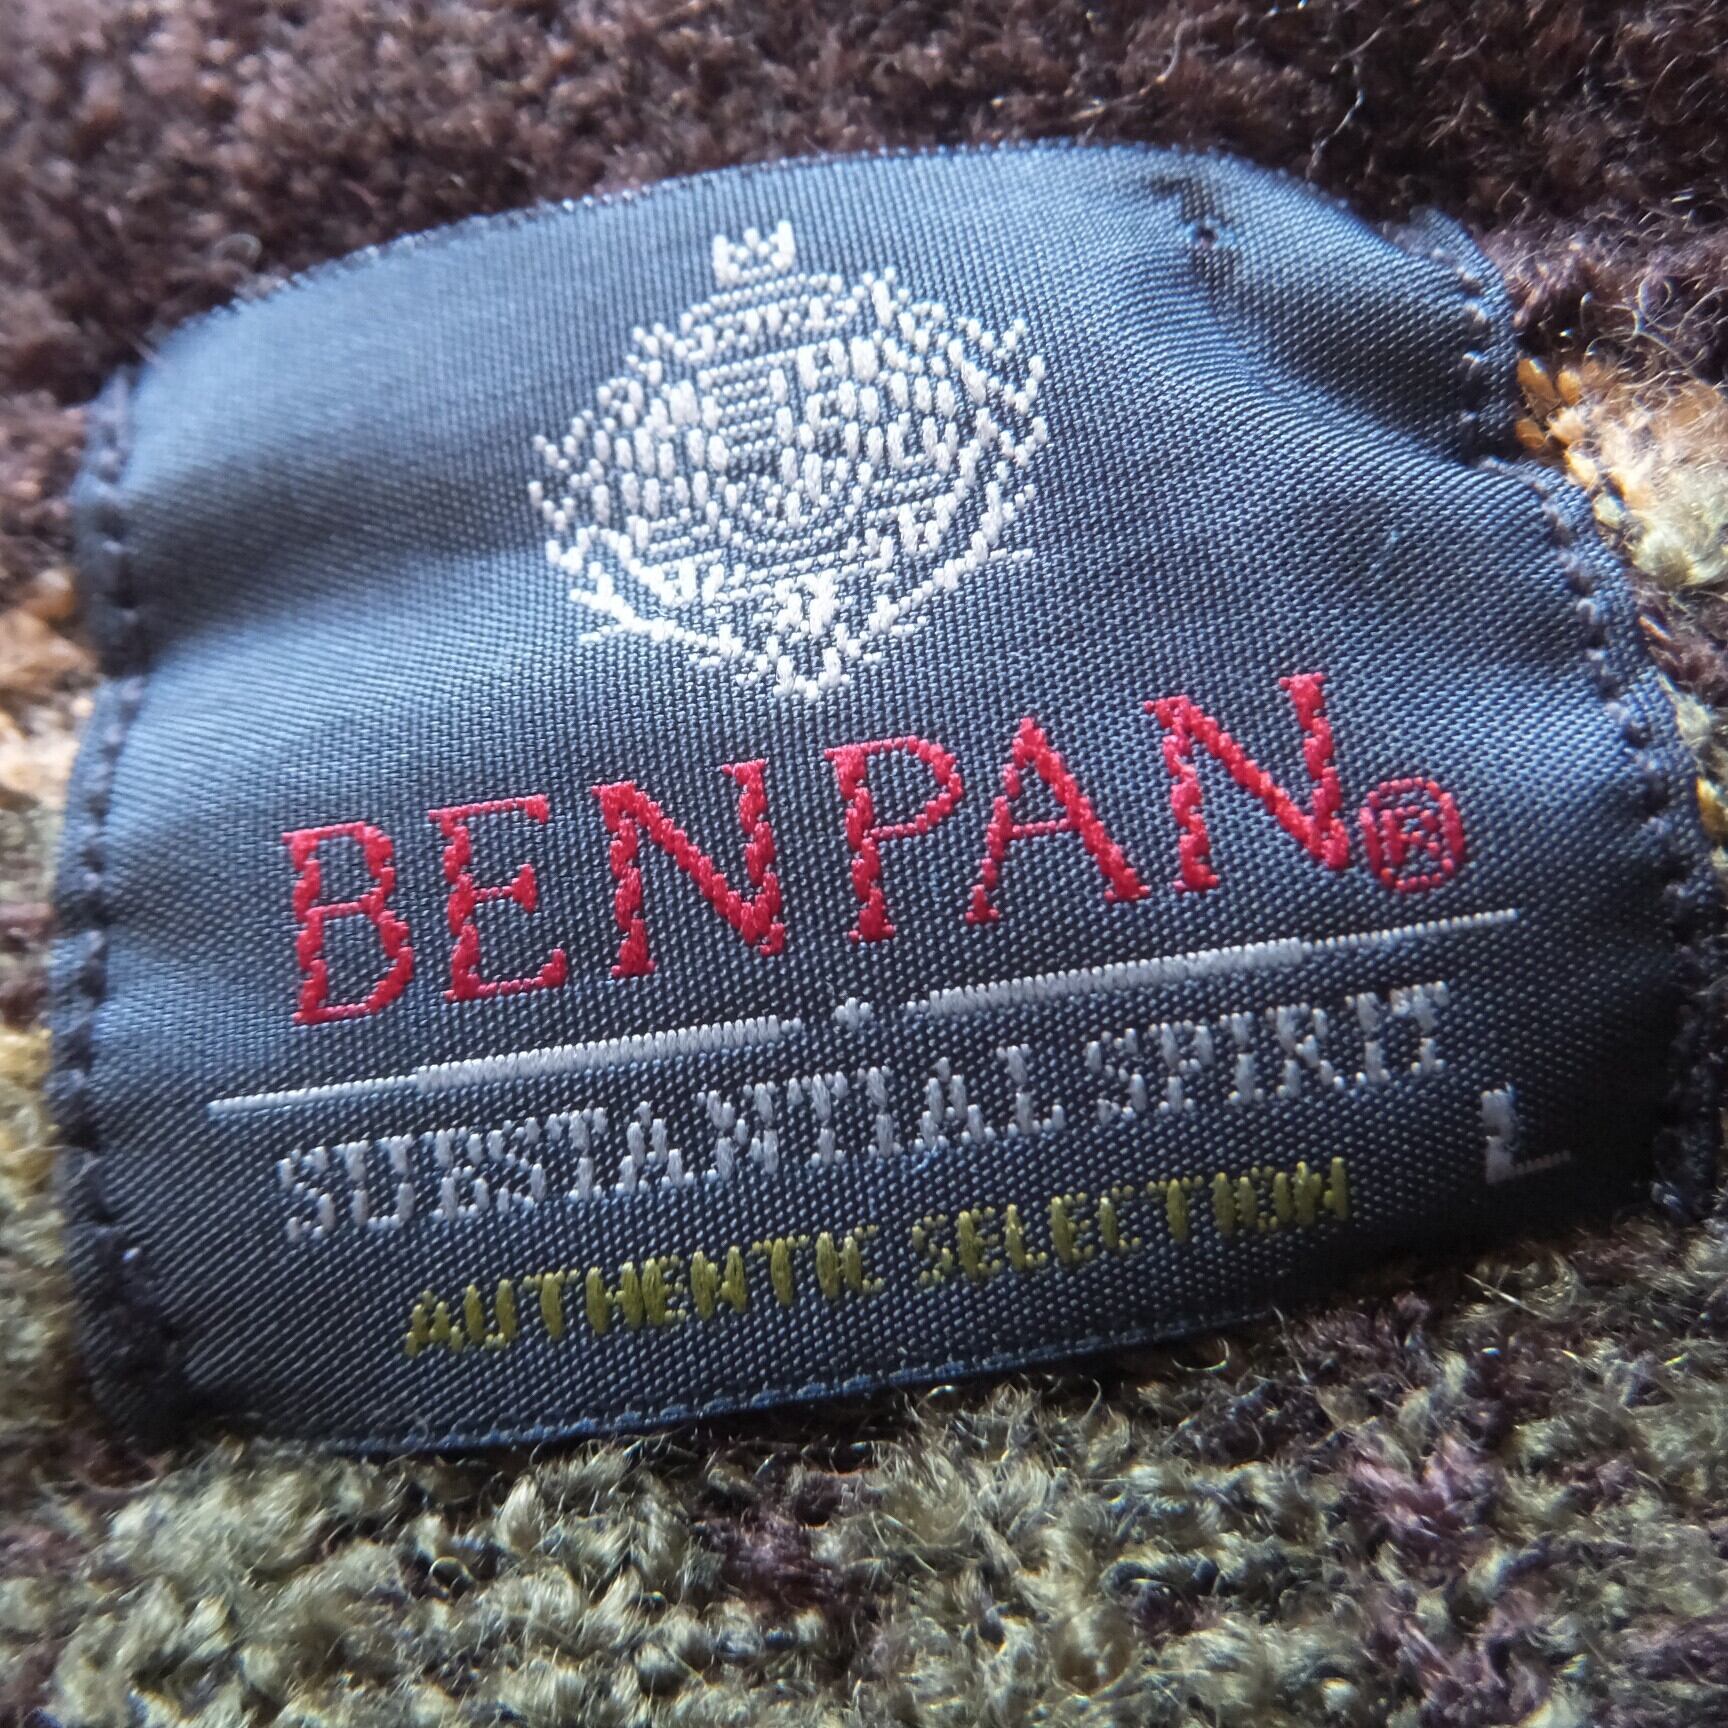 BENPAN®
SUBSTANTIAL SPIRIT
L
AUTHENTIC SELECTION